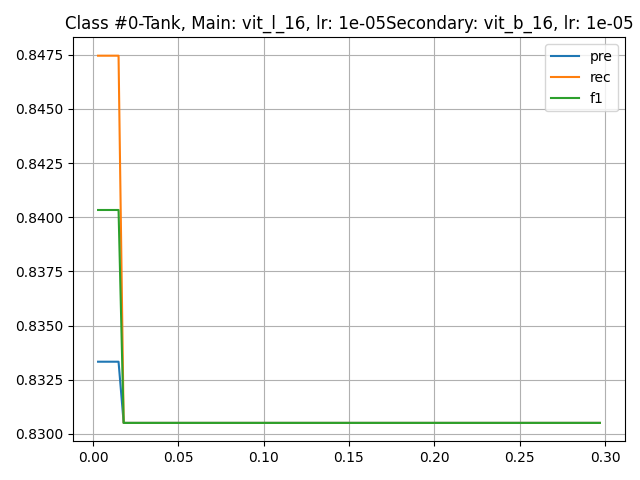 Class #0-Tank, Main: vit_l_16, lr: 1e-05Secondary: vit_b_16, lr: 1e-05
0.8475
0.8450
0.8425
0.8400
0.8375
0.8350
0.8325
0.8300
pre
rec
f1
0.00 0.05 0.10 0.15 0.20 0.25 0.30